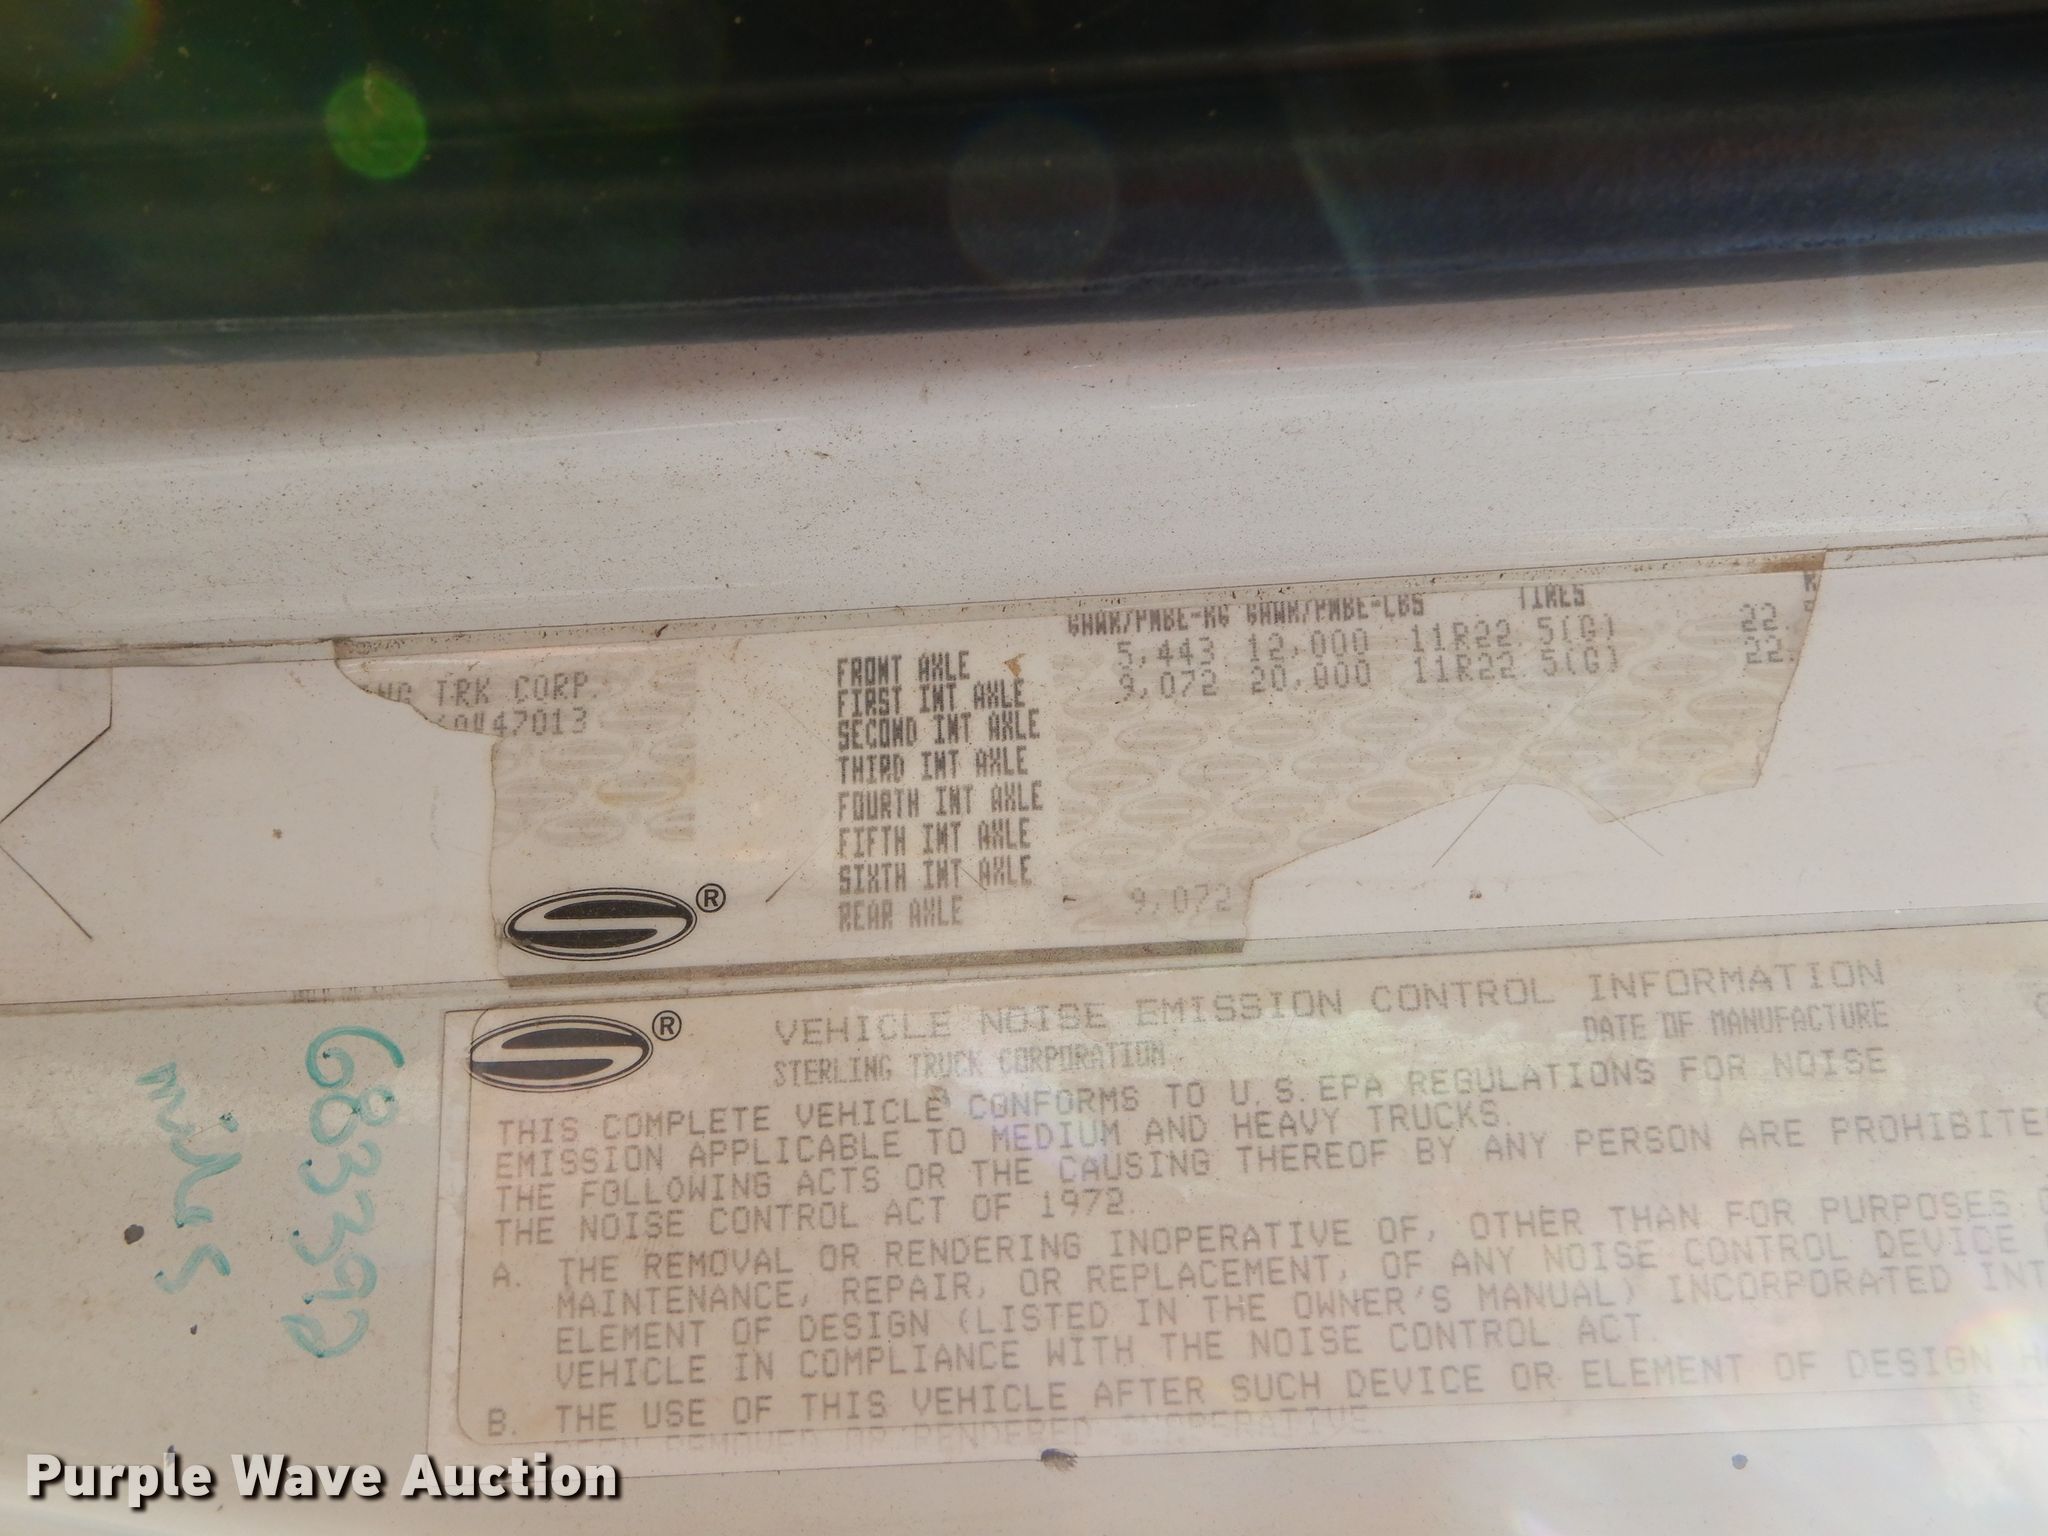 GAWR/PNBE-KG GAWR/PNBE-LBS TIRES
FRONT AXLE 5,443 12,000 11R22.5(G) 22.
TRK CORP.
FIRST INT AXLE 9,072 20,000 11R22.5(G) 22.
47013
SECOND INT AXLE
THIRD INT AXLE
FOURTH INT AXLE
FIFTH INT AXLE
SIXTH INT AXLE
REAR AXLE 9,072
®
® VEHICLE NOISE EMISSION CONTROL INFORMATION
STERLING TRUCK CORPORATION DATE OF MANUFACTURE
THIS COMPLETE VEHICLE CONFORMS TO U.S. EPA REGULATIONS FOR NOISE
EMISSION APPLICABLE TO MEDIUM AND HEAVY TRUCKS.
THE FOLLOWING ACTS OR THE CAUSING THEREOF BY ANY PERSON ARE PROHIBITE
THE NOISE CONTROL ACT OF 1972.
A. THE REMOVAL OR RENDERING INOPERATIVE OF, OTHER THAN FOR PURPOSES O
MAINTENANCE, REPAIR, OR REPLACEMENT, OF ANY NOISE CONTROL DEVICE
ELEMENT OF DESIGN (LISTED IN THE OWNER'S MANUAL) INCORPORATED INT
VEHICLE IN COMPLIANCE WITH THE NOISE CONTROL ACT.
B. THE USE OF THIS VEHICLE AFTER SUCH DEVICE OR ELEMENT OF DESIGN H
BEEN REMOVED OR RENDERED INOPERATIVE.
683392
miles
Purple Wave Auction